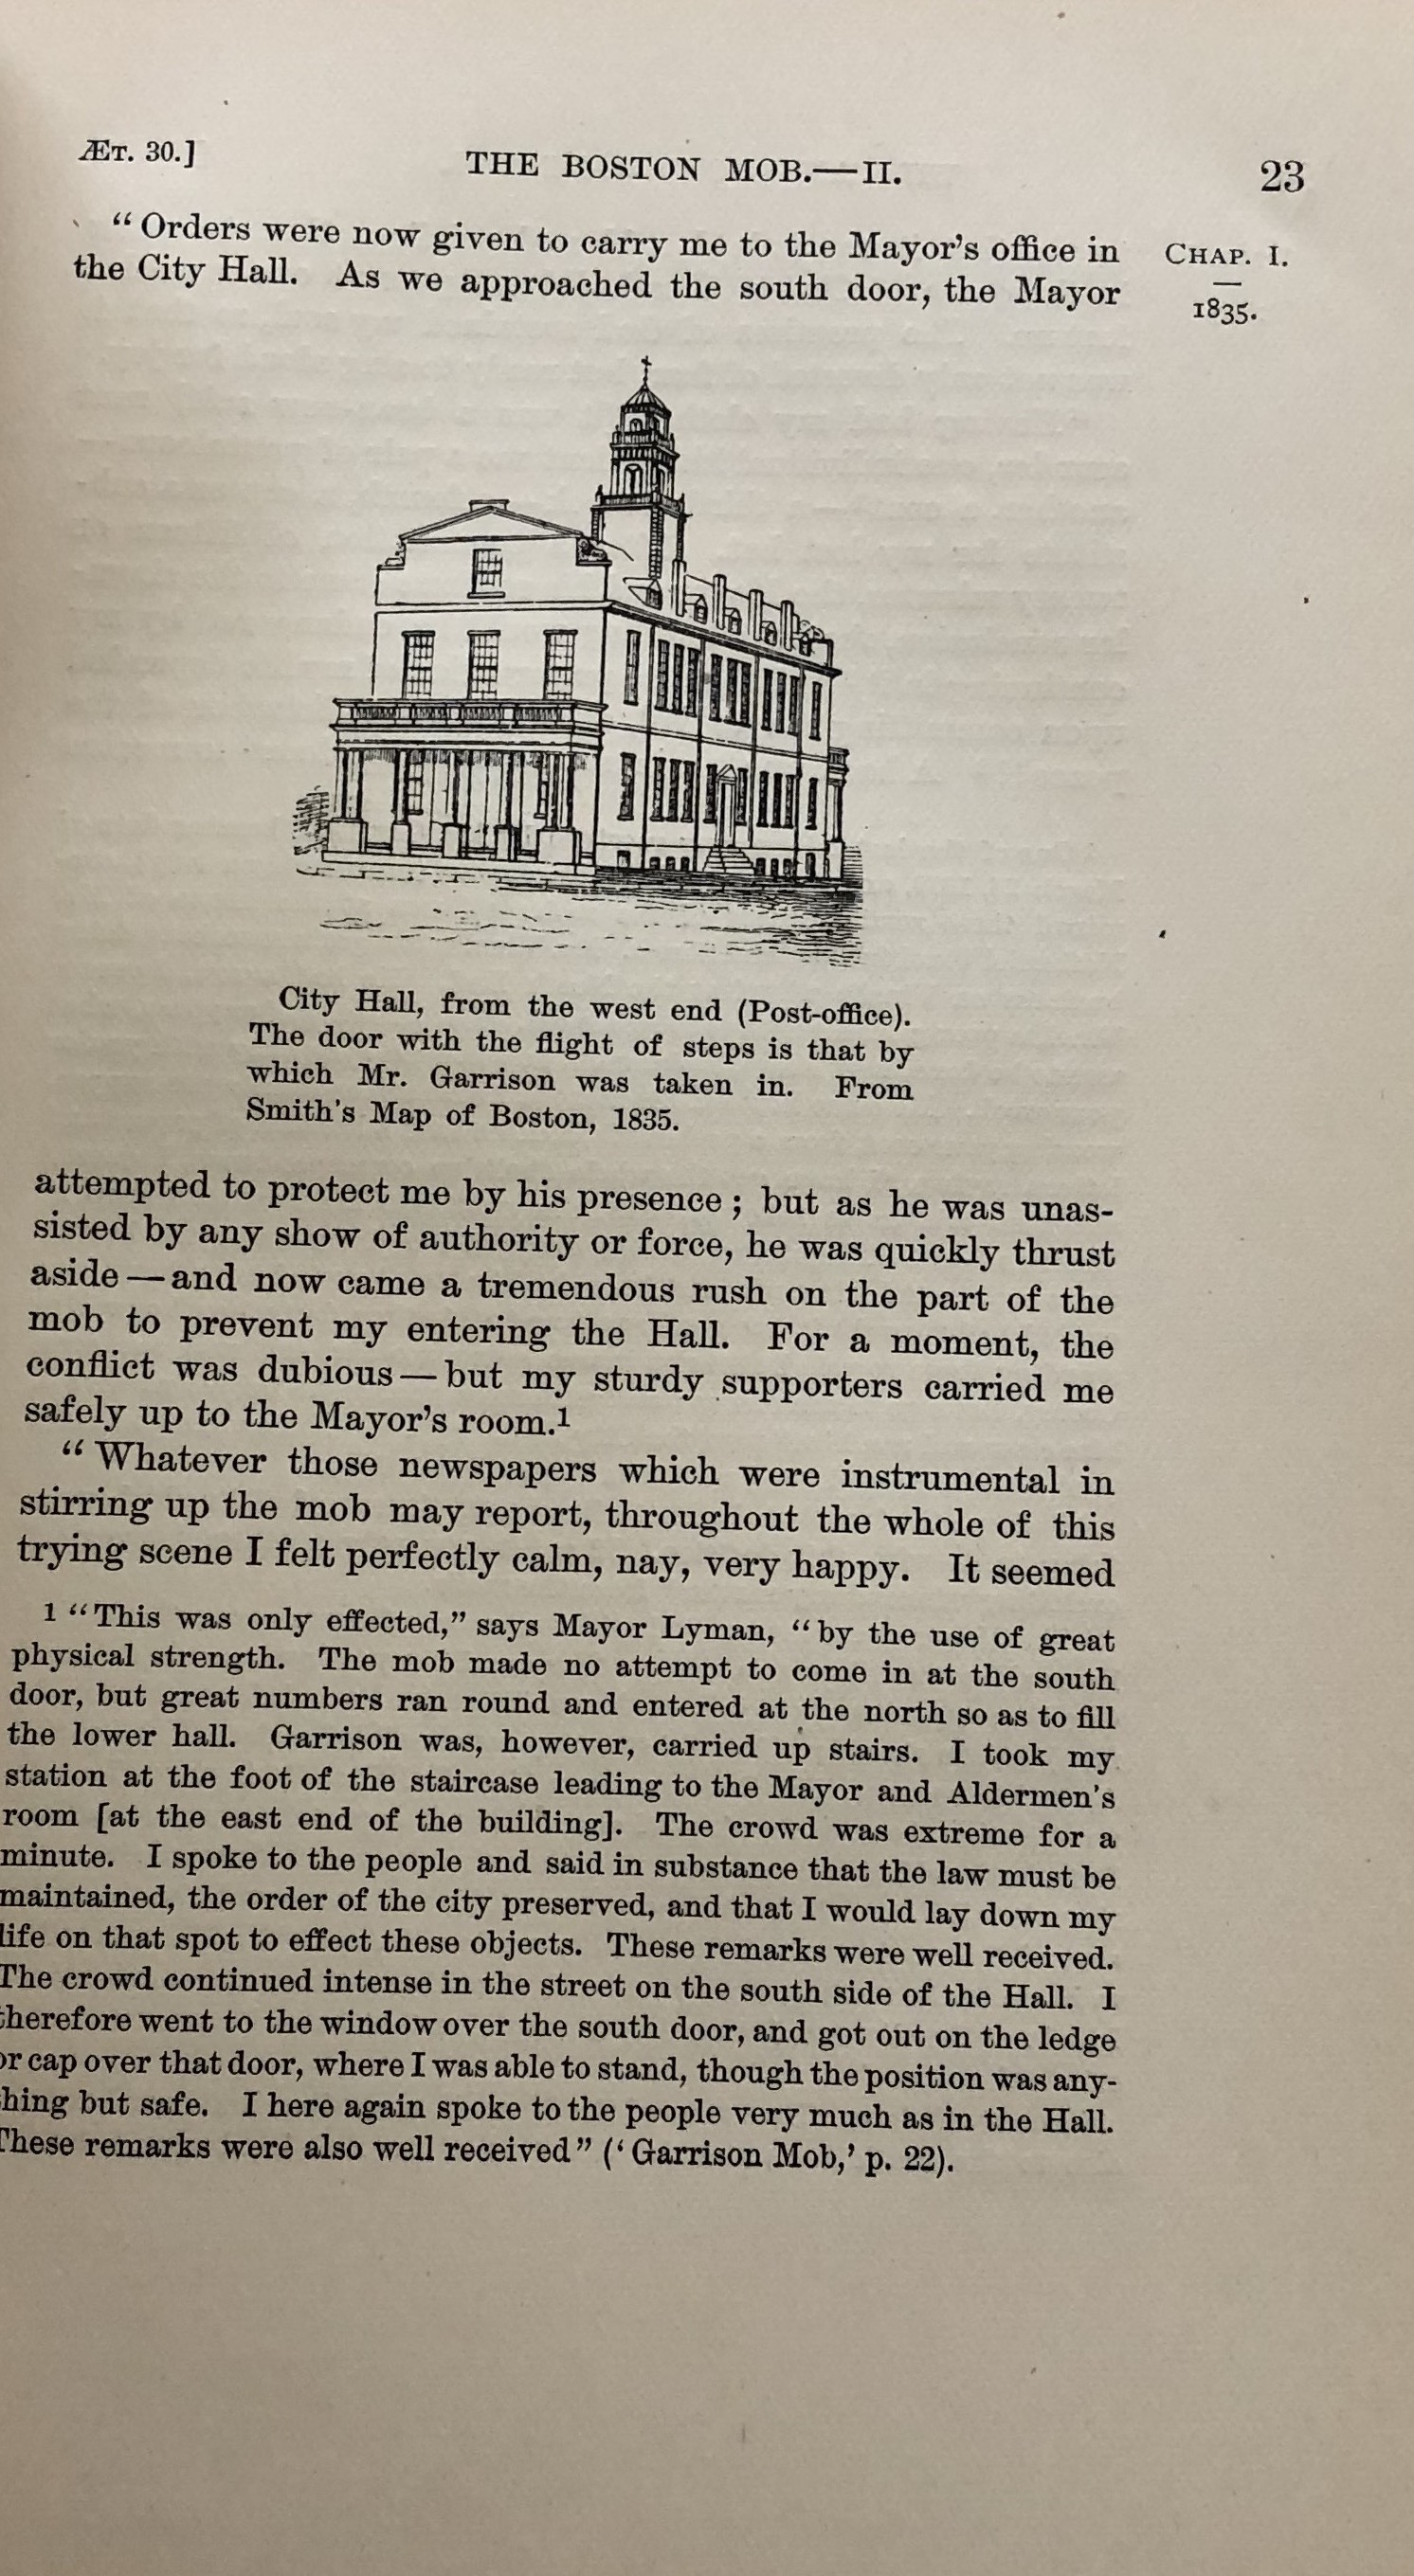 ÆT. 30.] THE BOSTON MOB.—II. 23
“Orders were now given to carry me to the Mayor’s office in
the City Hall. As we approached the south door, the Mayor
CHAP. I.
1835.
City Hall, from the west end (Post-office).
The door with the flight of steps is that by
which Mr. Garrison was taken in. From
Smith’s Map of Boston, 1835.
attempted to protect me by his presence; but as he was unas-
sisted by any show of authority or force, he was quickly thrust
aside—and now came a tremendous rush on the part of the
mob to prevent my entering the Hall. For a moment, the
conflict was dubious—but my sturdy supporters carried me
safely up to the Mayor’s room.1
“Whatever those newspapers which were instrumental in
stirring up the mob may report, throughout the whole of this
trying scene I felt perfectly calm, nay, very happy. It seemed
1 “This was only effected,” says Mayor Lyman, “by the use of great
physical strength. The mob made no attempt to come in at the south
door, but great numbers ran round and entered at the north so as to fill
the lower hall. Garrison was, however, carried up stairs. I took my
station at the foot of the staircase leading to the Mayor and Aldermen’s
room [at the east end of the building]. The crowd was extreme for a
minute. I spoke to the people and said in substance that the law must be
maintained, the order of the city preserved, and that I would lay down my
life on that spot to effect these objects. These remarks were well received.
The crowd continued intense in the street on the south side of the Hall. I
therefore went to the window over the south door, and got out on the ledge
or cap over that door, where I was able to stand, though the position was any-
hing but safe. I here again spoke to the people very much as in the Hall.
These remarks were also well received” (‘Garrison Mob,’ p. 22).